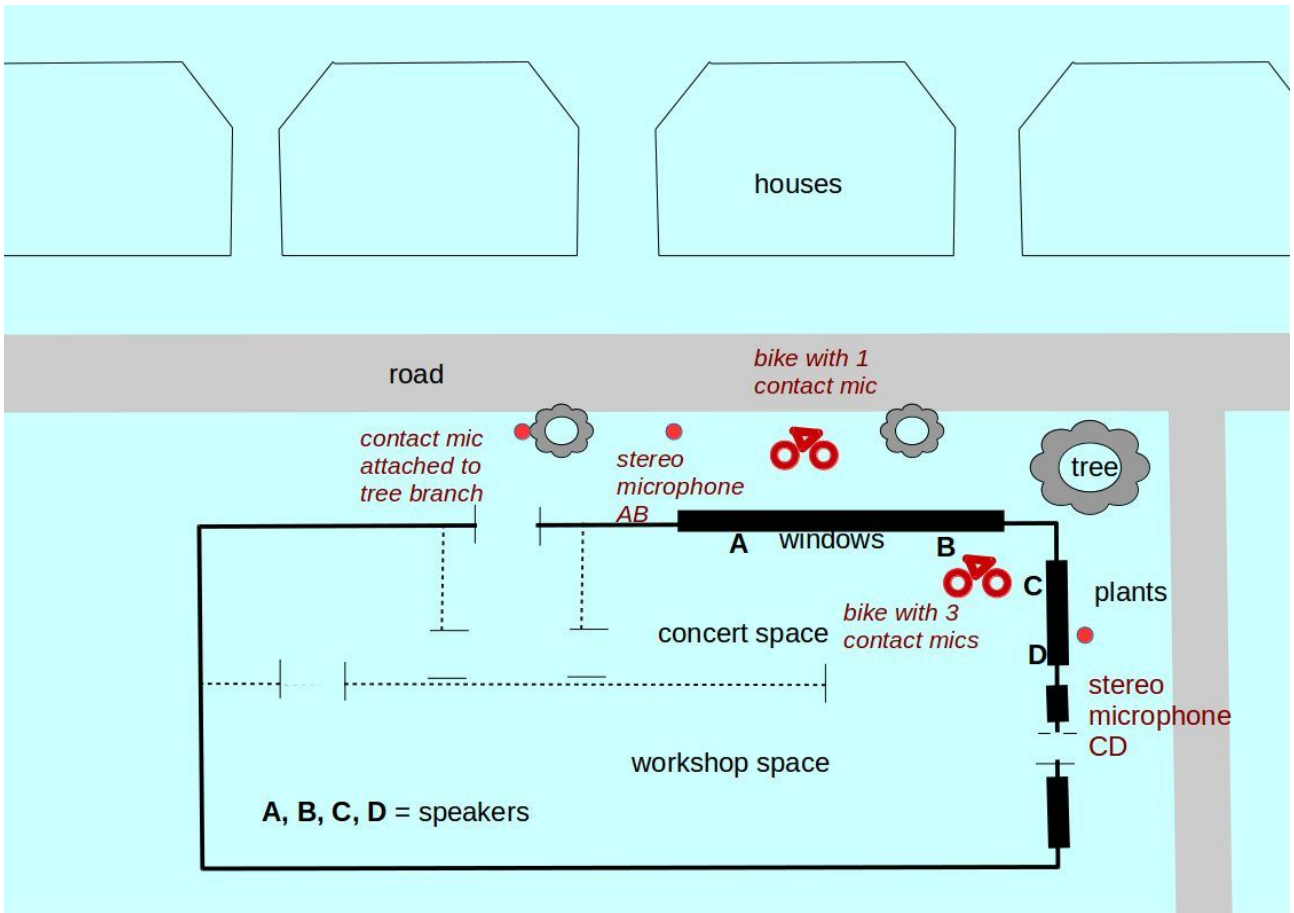 houses
road
bike with 1
contact mic
contact mic
attached to
tree branch
stereo
microphone
AB
tree
A
windows
B
C
plants
bike with 3
contact mics
concert space
D
stereo
microphone
CD
workshop space
A, B, C, D = speakers